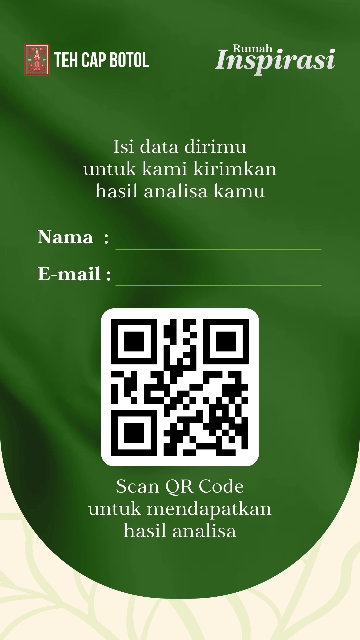 TEH CAP BOTOL
Rumah
Inspirasi
Isi data dirimu
untuk kami kirimkan
hasil analisa kamu
Nama :
E-mail :
Scan QR Code
untuk mendapatkan
hasil analisa